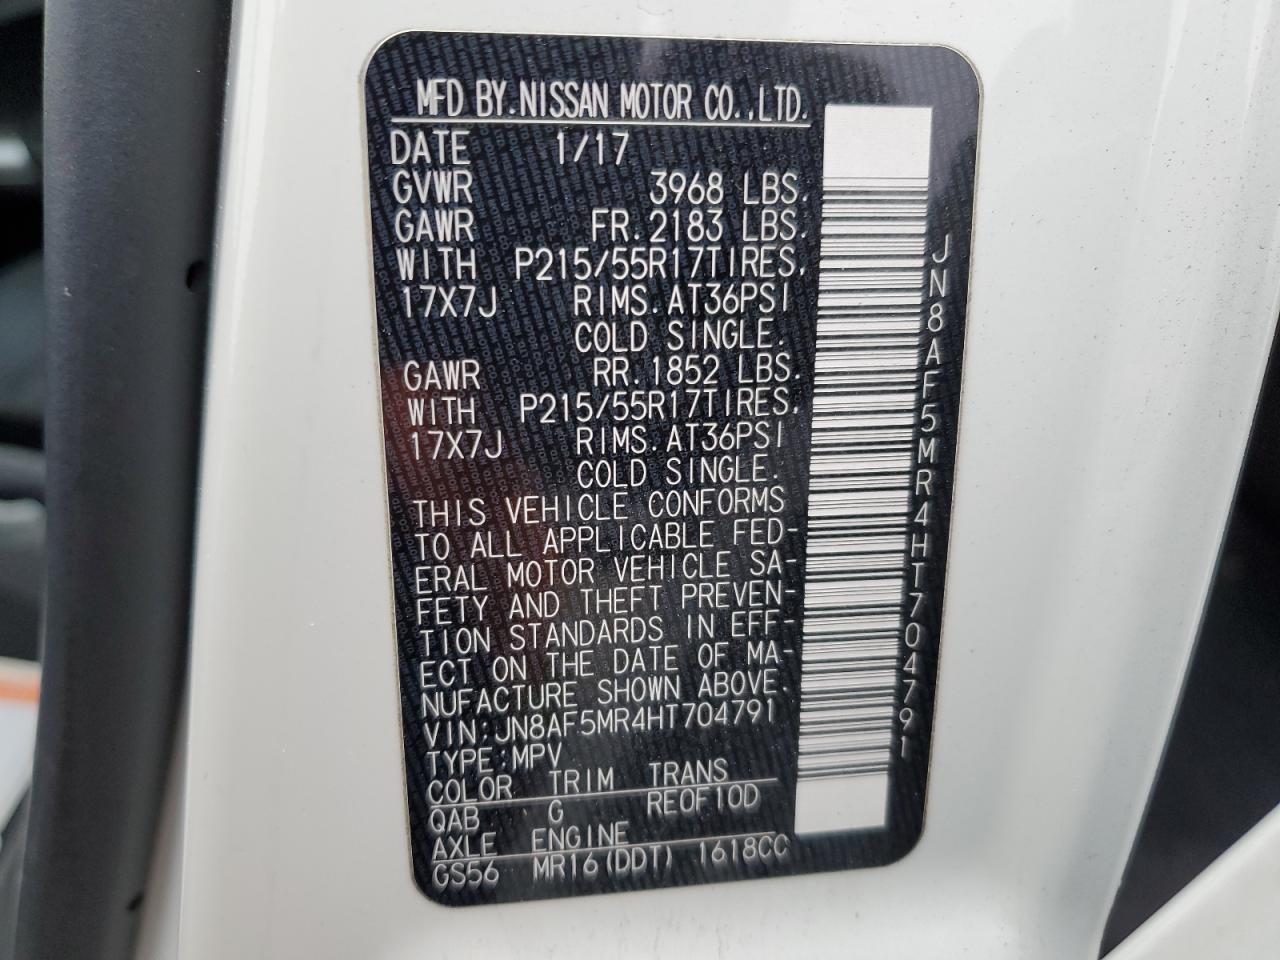 MFD BY.NISSAN MOTOR CO.,LTD.
DATE 1/17
GVWR 3968 LBS.
GAWR FR.2183 LBS.
WITH P215/55R17TIRES,
17X7J RIMS.AT36PSI
COLD SINGLE.
GAWR RR.1852 LBS.
WITH P215/55R17TIRES,
17X7J RIMS.AT36PSI
COLD SINGLE.
THIS VEHICLE CONFORMS
TO ALL APPLICABLE FED-
ERAL MOTOR VEHICLE SA-
FETY AND THEFT PREVEN-
TION STANDARDS IN EFF-
ECT ON THE DATE OF MA-
NUFACTURE SHOWN ABOVE.
VIN:JN8AF5MR4HT704791
TYPE:MPV
COLOR TRIM TRANS
QAB G RE0F10D
AXLE ENGINE
GS56 MR16(DDT) 1618CC
JN8AF5MR4HT704791